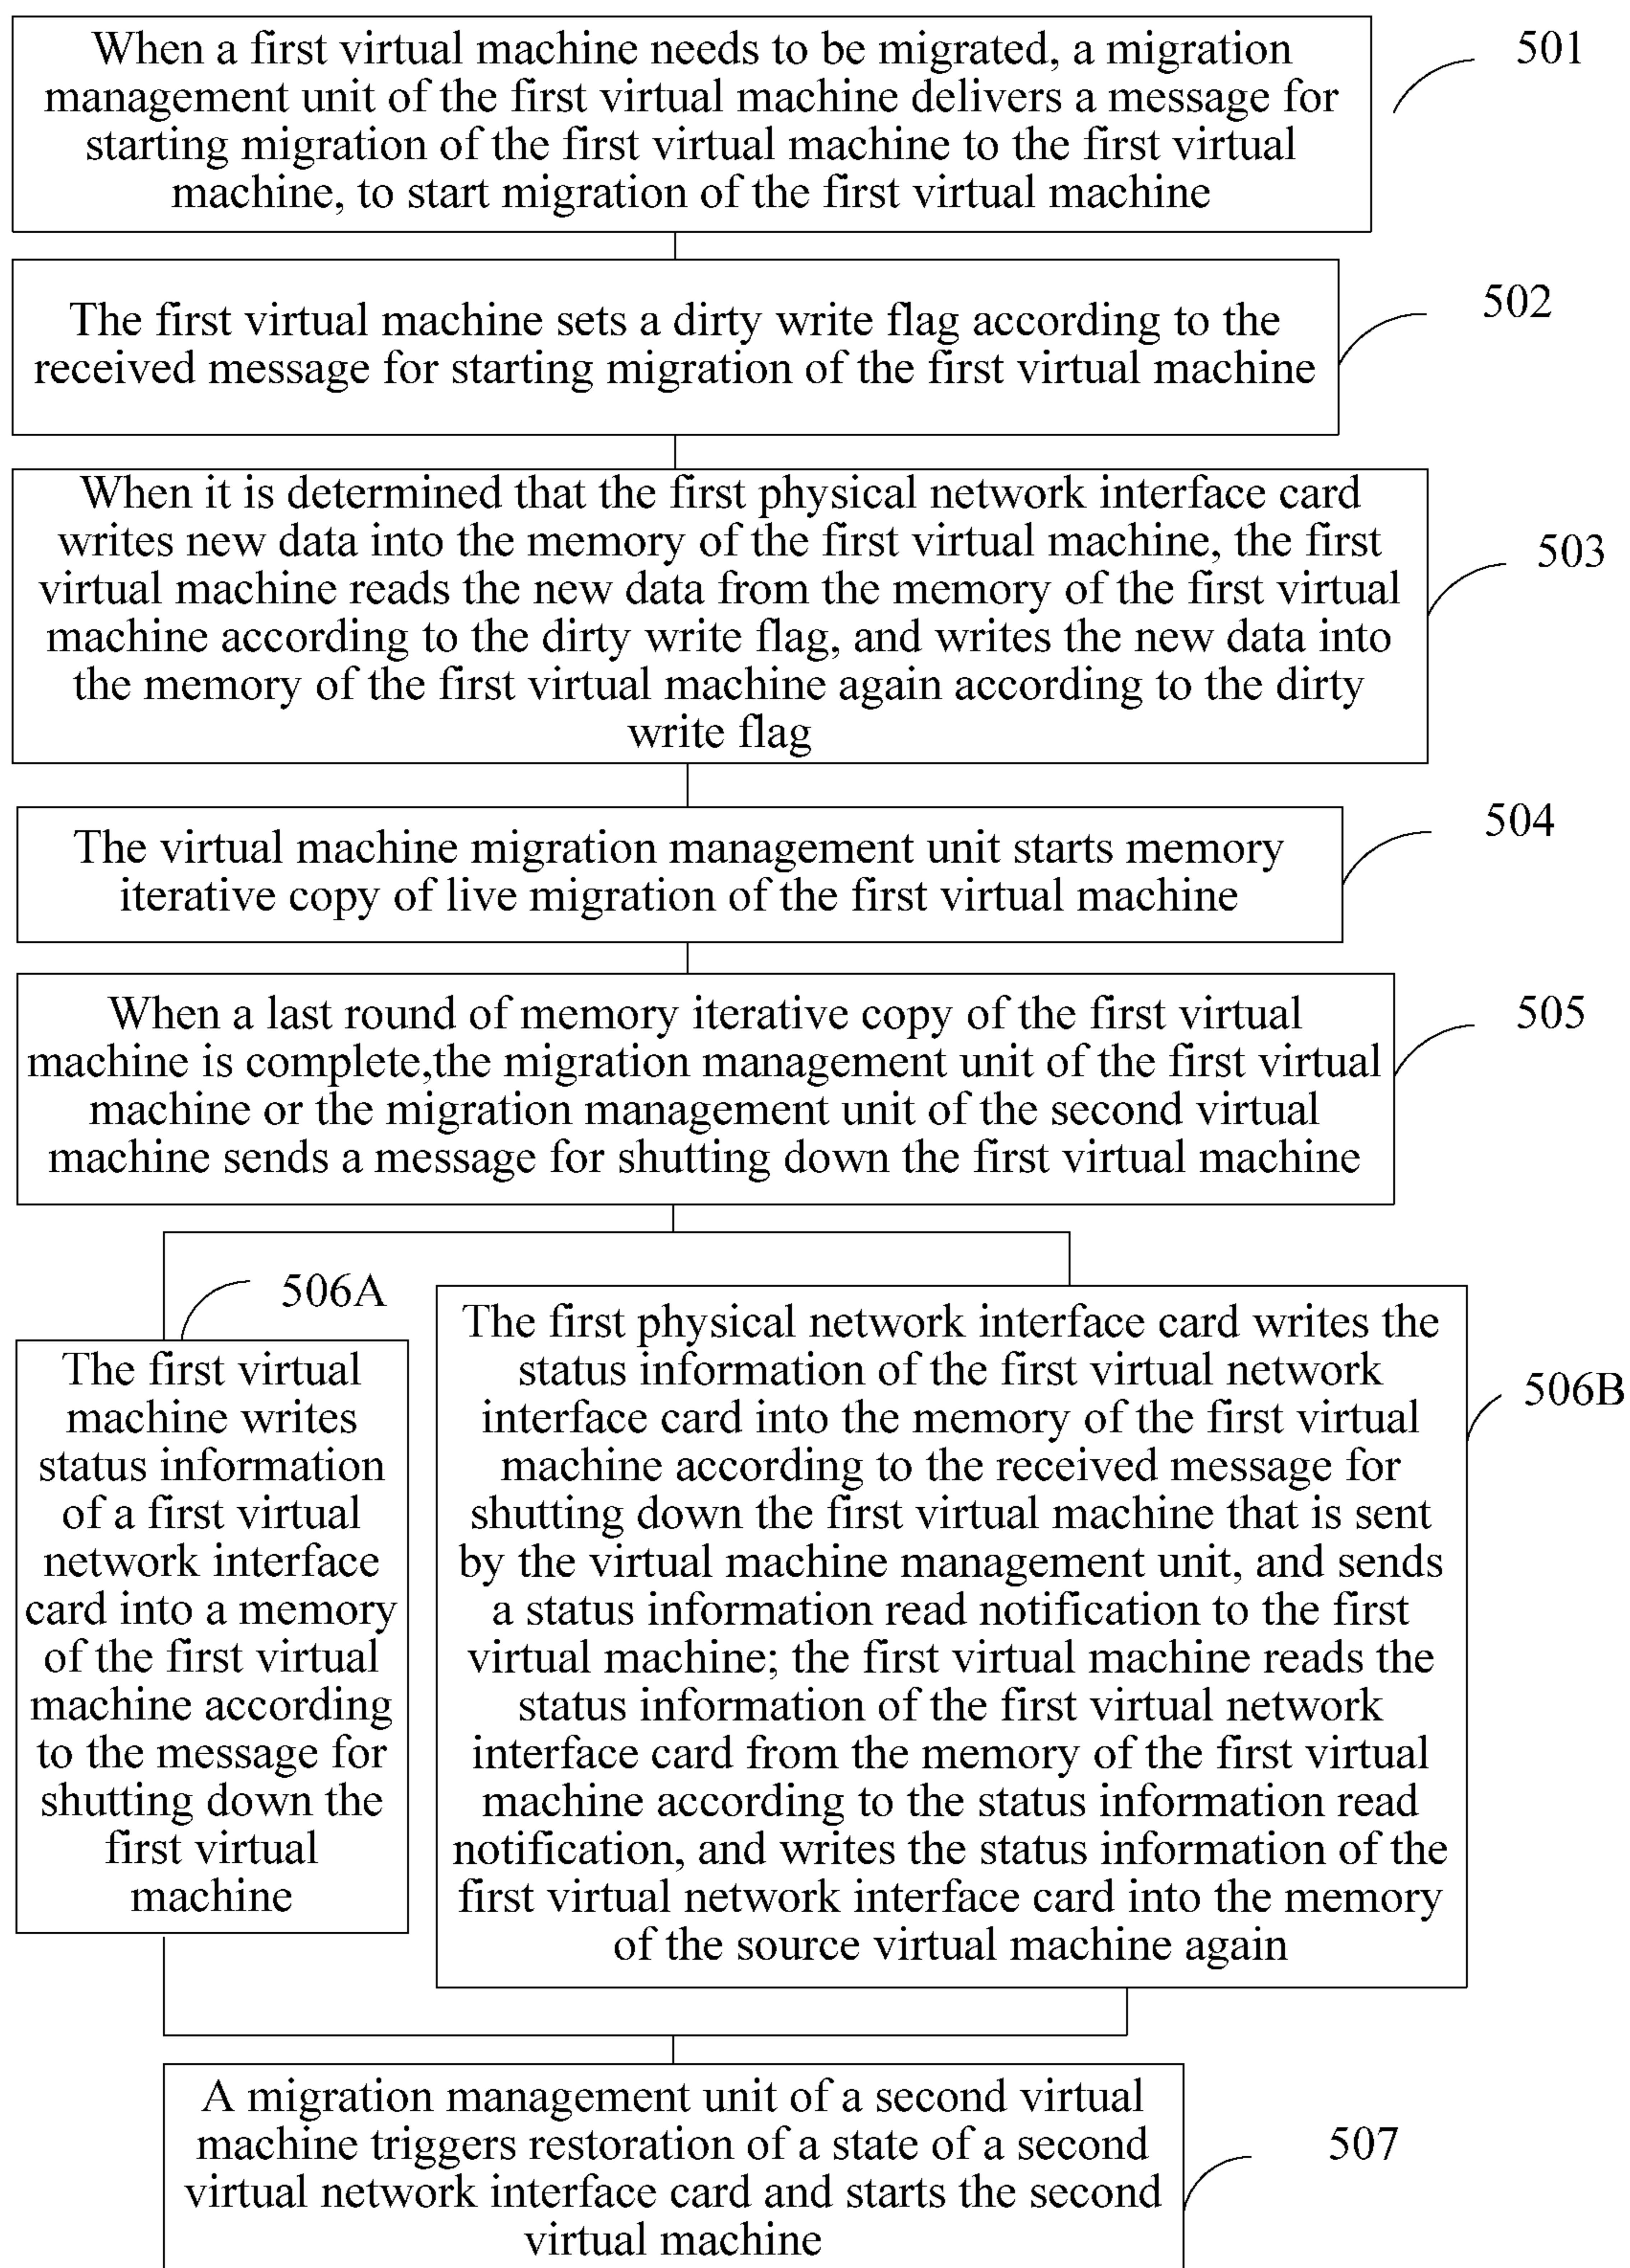 When a first virtual machine needs to be migrated, a migration
management unit of the first virtual machine delivers a message for
starting migration of the first virtual machine to the first virtual
machine, to start migration of the first virtual machine
501
The first virtual machine sets a dirty write flag according to the
received message for starting migration of the first virtual machine
502
When it is determined that the first physical network interface card
writes new data into the memory of the first virtual machine, the first
virtual machine reads the new data from the memory of the first virtual
machine according to the dirty write flag, and writes the new data into
the memory of the first virtual machine again according to the dirty
write flag
503
The virtual machine migration management unit starts memory
iterative copy of live migration of the first virtual machine
504
When a last round of memory iterative copy of the first virtual
machine is complete,the migration management unit of the first virtual
machine or the migration management unit of the second virtual
machine sends a message for shutting down the first virtual machine
505
506A
The first virtual
machine writes
status information
of a first virtual
network interface
card into a memory
of the first virtual
machine according
to the message for
shutting down the
first virtual
machine
The first physical network interface card writes the
status information of the first virtual network
interface card into the memory of the first virtual
machine according to the received message for
shutting down the first virtual machine that is sent
by the virtual machine management unit, and sends
a status information read notification to the first
virtual machine; the first virtual machine reads the
status information of the first virtual network
interface card from the memory of the first virtual
machine according to the status information read
notification, and writes the status information of the
first virtual network interface card into the memory
of the source virtual machine again
506B
A migration management unit of a second virtual
machine triggers restoration of a state of a second
virtual network interface card and starts the second
virtual machine
507